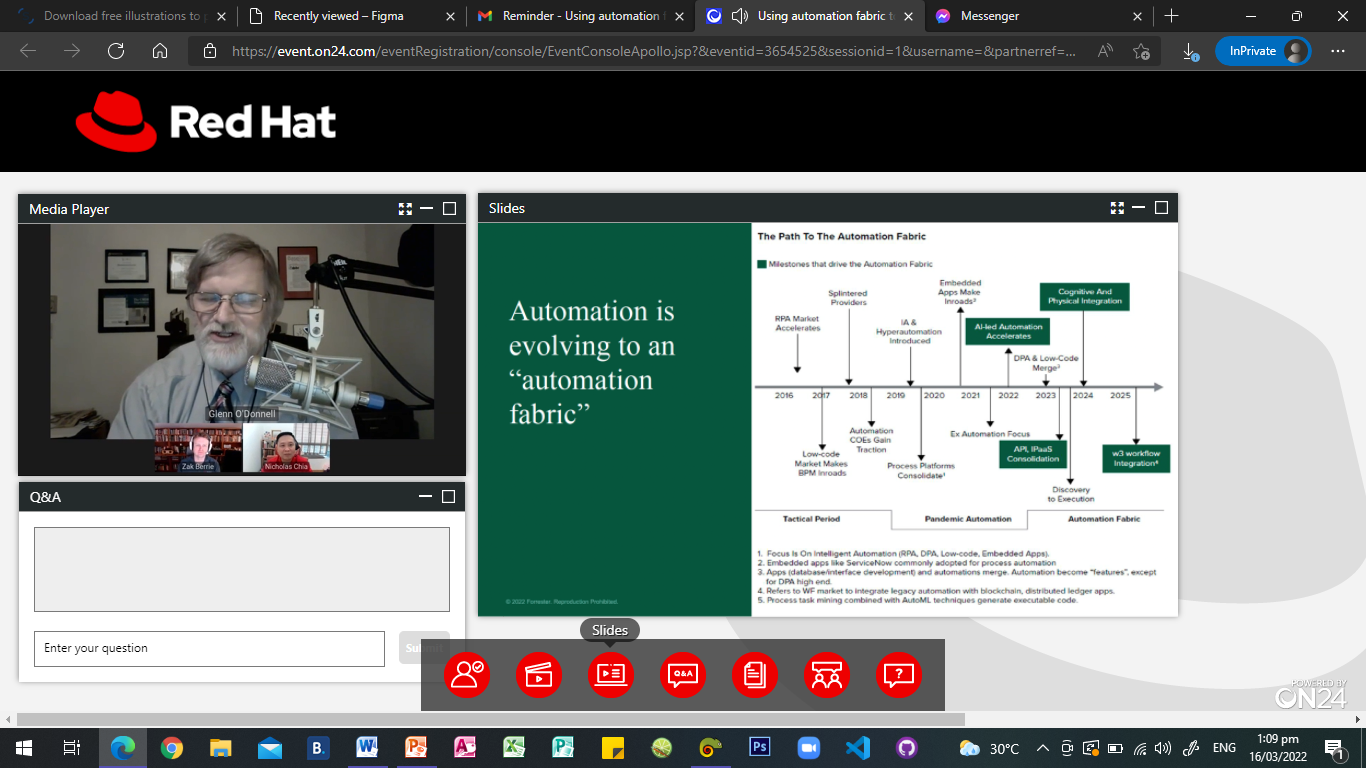 Download free illustrations to p
Recently viewed – Figma
Reminder - Using automation f
Using automation fabric t
Messenger
https://event.on24.com/eventRegistration/console/EventConsoleApollo.jsp?&eventid=3654525&sessionid=1&username=&partnerref=...
InPrivate
Red Hat
Media Player
Glenn O'Donnell
Zak Berrie
Nicholas Chia
Q&A
Enter your question
Submit
Slides
Automation is
evolving to an
“automation
fabric”
© 2022 Forrester. Reproduction Prohibited.
The Path To The Automation Fabric
Milestones that drive the Automation Fabric
RPA Market
Accelerates
Splintered
Providers
IA &
Hyperautomation
Introduced
Embedded
Apps Make
Inroads²
AI-led Automation
Accelerates
DPA & Low-Code
Merge³
Cognitive And
Physical Integration
2016 2017 2018 2019 2020 2021 2022 2023 2024 2025
Low-code
Market Makes
BPM Inroads
Automation
COEs Gain
Traction
Process Platforms
Consolidate¹
Ex Automation Focus
API, IPaaS
Consolidation
Discovery
to Execution
w3 workflow
Integration⁴
Tactical Period
Pandemic Automation
Automation Fabric
1. Focus Is On Intelligent Automation (RPA, DPA, Low-code, Embedded Apps).
2. Embedded apps like ServiceNow commonly adopted for process automation
3. Apps (database/interface development) and automations merge. Automation become “features”, except
for DPA high end.
4. Refers to WF market to integrate legacy automation with blockchain, distributed ledger apps.
5. Process task mining combined with AutoML techniques generate executable code.
Slides
Q&A
POWERED BY
ON24
30°C
ENG
1:09 pm
16/03/2022
1